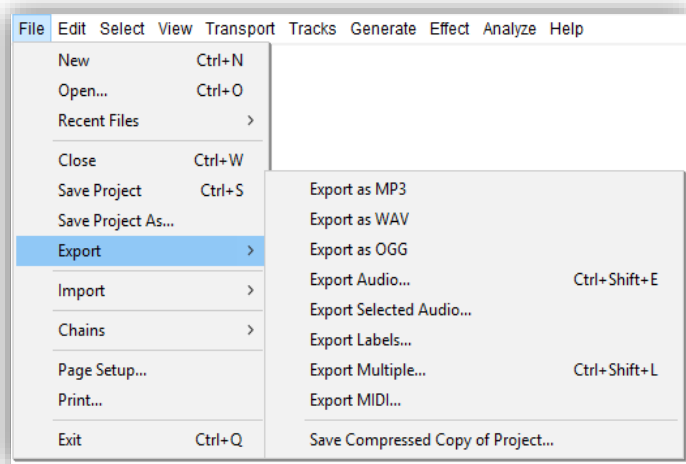 File Edit Select View Transport Tracks Generate Effect Analyze Help
New Ctrl+N
Open... Ctrl+O
Recent Files >
Close Ctrl+W
Save Project Ctrl+S
Save Project As...
Export >
Import >
Chains >
Page Setup...
Print...
Exit Ctrl+Q
Export as MP3
Export as WAV
Export as OGG
Export Audio... Ctrl+Shift+E
Export Selected Audio...
Export Labels...
Export Multiple... Ctrl+Shift+L
Export MIDI...
Save Compressed Copy of Project...